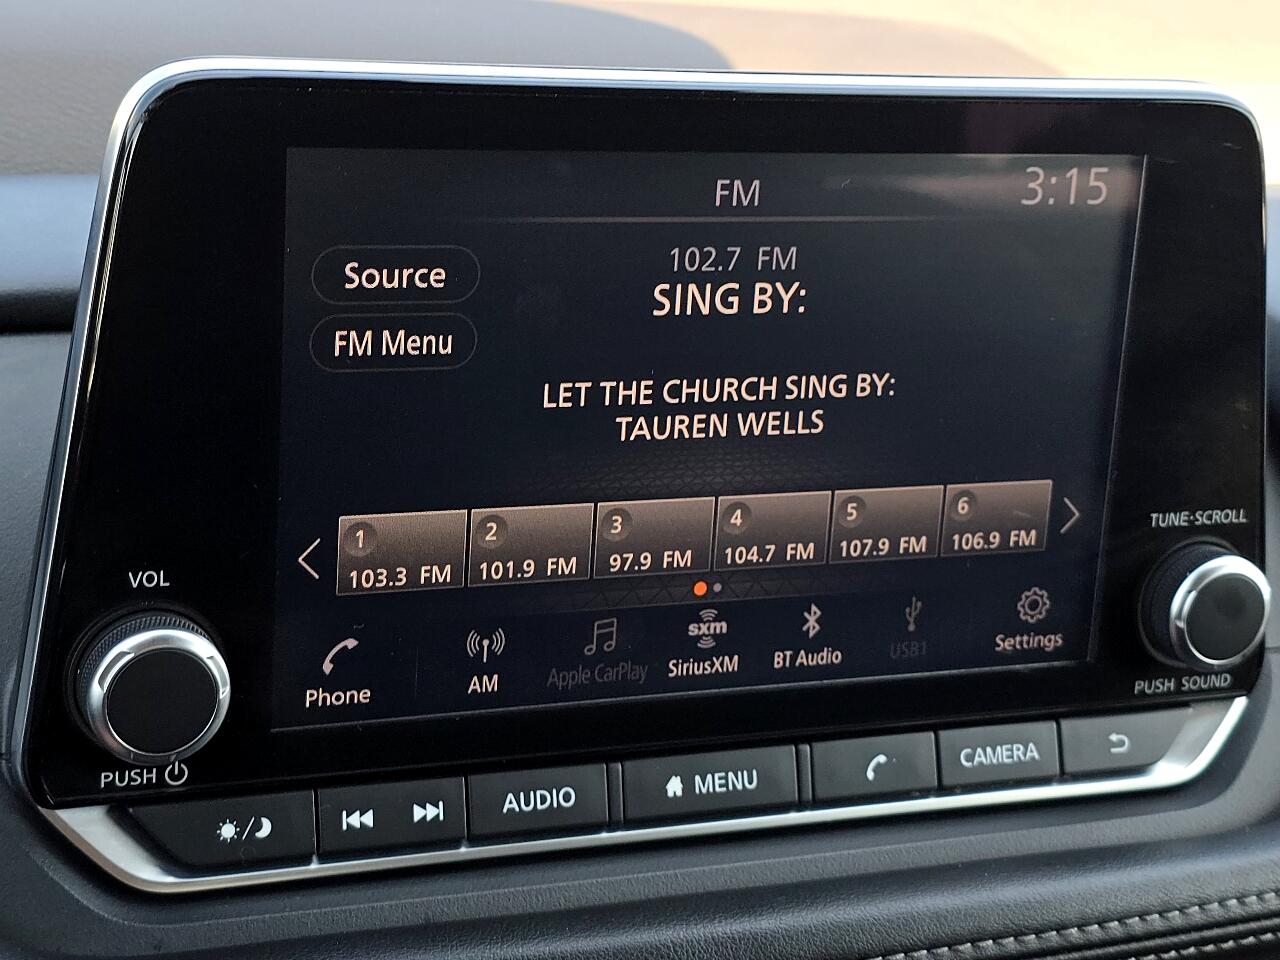 FM
3:15
Source
102.7 FM
SING BY:
FM Menu
LET THE CHURCH SING BY:
TAUREN WELLS
1
103.3 FM
2
101.9 FM
3
97.9 FM
4
104.7 FM
5
107.9 FM
6
106.9 FM
Phone
AM
Apple CarPlay
sxm
SiriusXM
BT Audio
USB1
Settings
VOL
PUSH
TUNE·SCROLL
PUSH SOUND
AUDIO
MENU
CAMERA